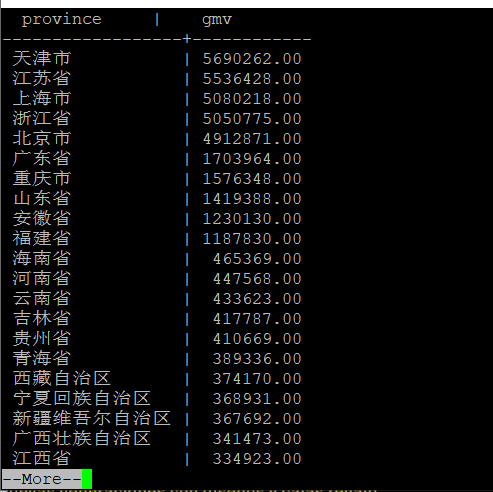 province | gmv
------------------+------------
天津市 | 5690262.00
江苏省 | 5536428.00
上海市 | 5080218.00
浙江省 | 5050775.00
北京市 | 4912871.00
广东省 | 1703964.00
重庆市 | 1576348.00
山东省 | 1419388.00
安徽省 | 1230130.00
福建省 | 1187830.00
海南省 | 465369.00
河南省 | 447568.00
云南省 | 433623.00
吉林省 | 417787.00
贵州省 | 410669.00
青海省 | 389336.00
西藏自治区 | 374170.00
宁夏回族自治区 | 368931.00
新疆维吾尔自治区 | 367692.00
广西壮族自治区 | 341473.00
江西省 | 334923.00
--More--